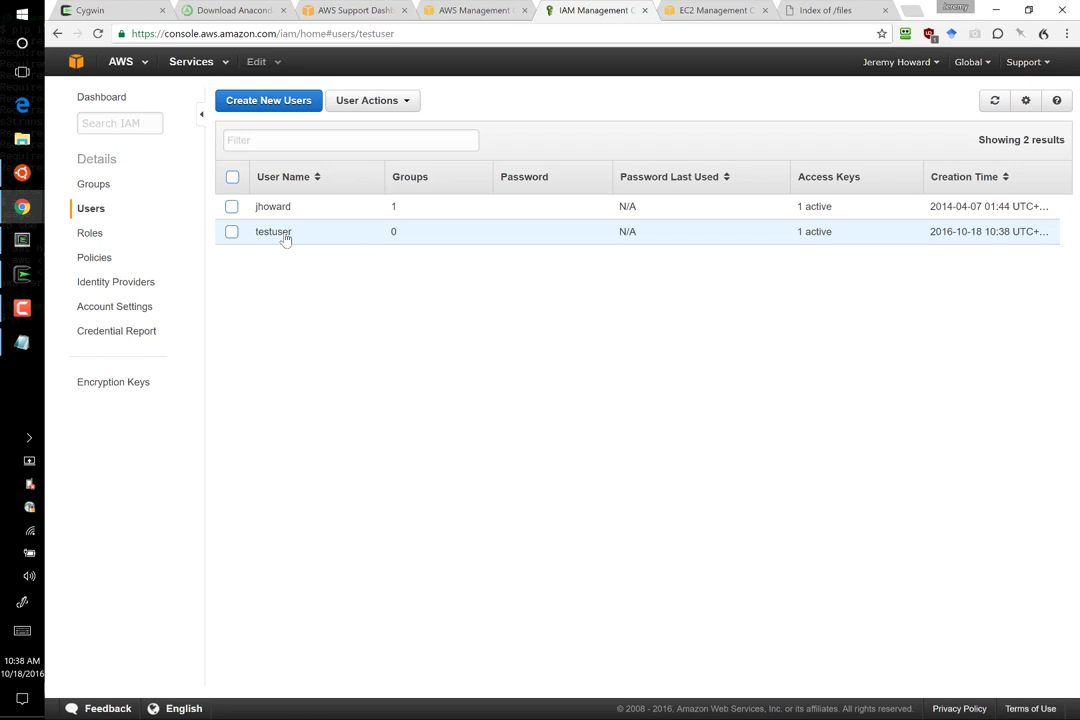 Cygwin
Download Anacond
AWS Support Dashb
AWS Management C
IAM Management C
EC2 Management C
Index of /files
Jeremy
https://console.aws.amazon.com/iam/home#users/testuser
AWS
Services
Edit
Jeremy Howard
Global
Support
Dashboard
Search IAM
Details
Groups
Users
Roles
Policies
Identity Providers
Account Settings
Credential Report
Encryption Keys
Create New Users
User Actions
Filter
Showing 2 results
User Name Groups Password Password Last Used Access Keys Creation Time
jhoward 1 N/A 1 active 2014-04-07 01:44 UTC+...
testuser 0 N/A 1 active 2016-10-18 10:38 UTC+...
10:38 AM
10/18/2016
Feedback
English
© 2008 - 2016, Amazon Web Services, Inc. or its affiliates. All rights reserved.
Privacy Policy
Terms of Use